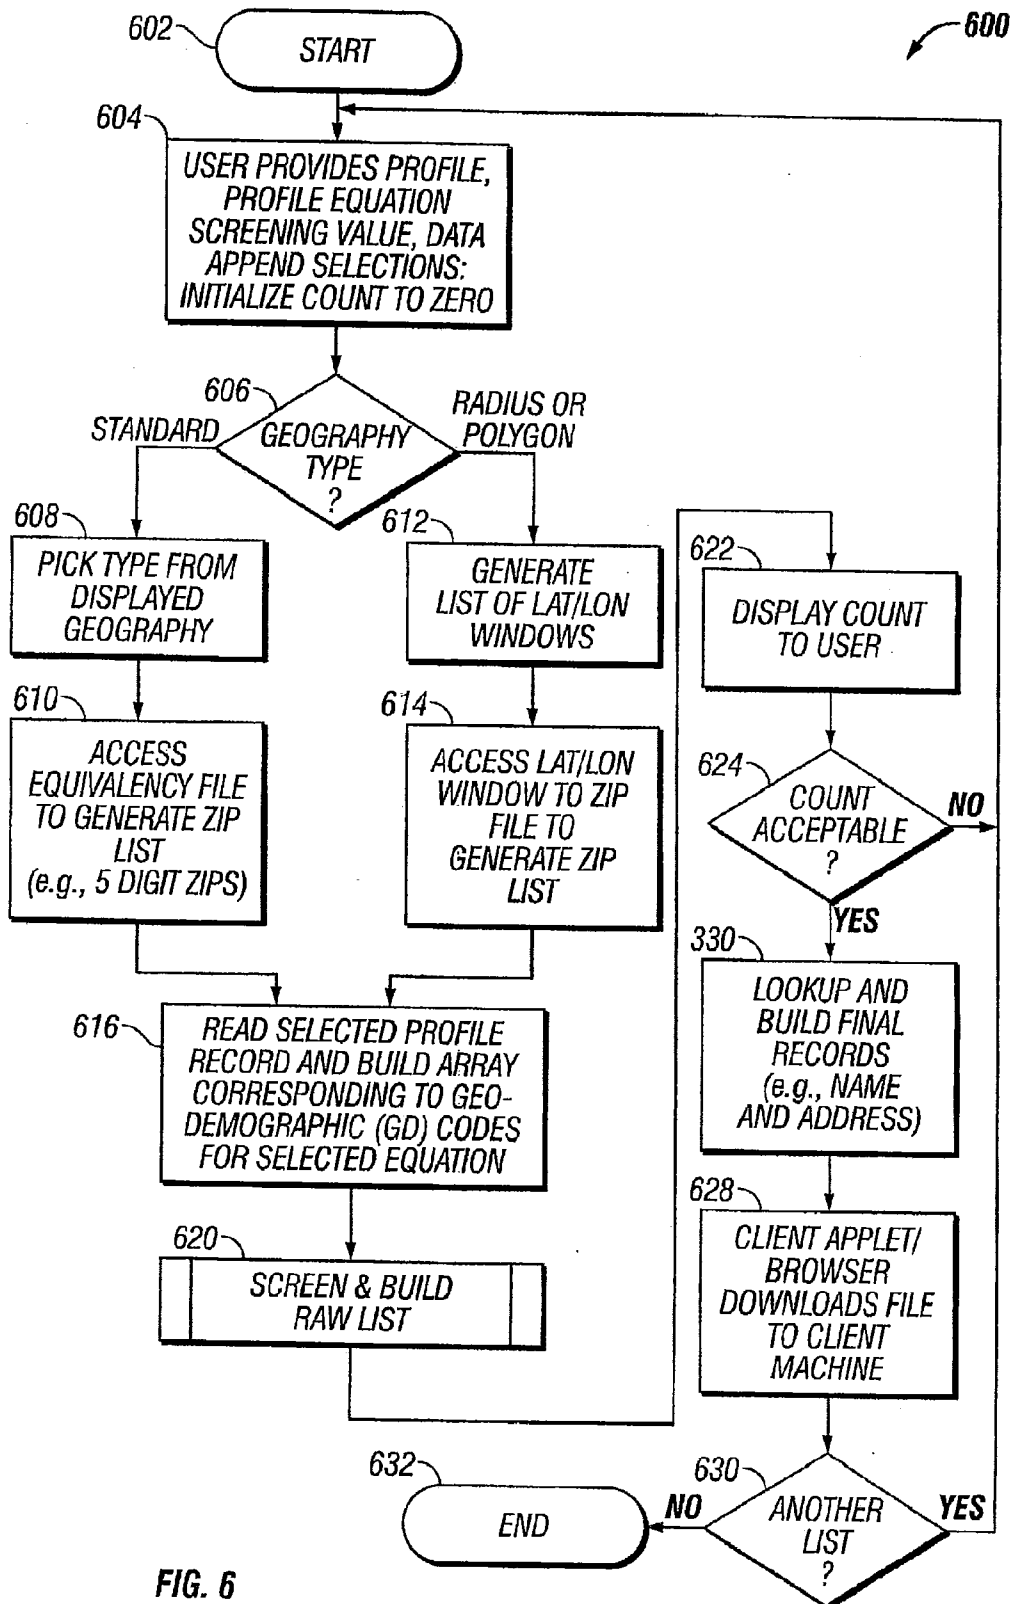 600
602
START
604
USER PROVIDES PROFILE,
PROFILE EQUATION
SCREENING VALUE, DATA
APPEND SELECTIONS:
INITIALIZE COUNT TO ZERO
606
GEOGRAPHY
TYPE
?
STANDARD
RADIUS OR
POLYGON
608
PICK TYPE FROM
DISPLAYED
GEOGRAPHY
610
ACCESS
EQUIVALENCY FILE
TO GENERATE ZIP
LIST
(e.g., 5 DIGIT ZIPS)
612
GENERATE
LIST OF LAT/LON
WINDOWS
614
ACCESS LAT/LON
WINDOW TO ZIP
FILE TO
GENERATE ZIP
LIST
616
READ SELECTED PROFILE
RECORD AND BUILD ARRAY
CORRESPONDING TO GEO-
DEMOGRAPHIC (GD) CODES
FOR SELECTED EQUATION
620
SCREEN & BUILD
RAW LIST
622
DISPLAY COUNT
TO USER
624
COUNT
ACCEPTABLE
?
NO
YES
330
LOOKUP AND
BUILD FINAL
RECORDS
(e.g., NAME
AND ADDRESS)
628
CLIENT APPLET/
BROWSER
DOWNLOADS FILE
TO CLIENT
MACHINE
630
ANOTHER
LIST
?
YES
NO
632
END
FIG. 6